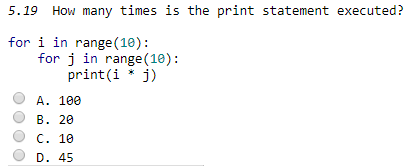 5.19 How many times is the print statement executed?
for i in range(10):
    for j in range(10):
        print(i * j)
A. 100
B. 20
C. 10
D. 45